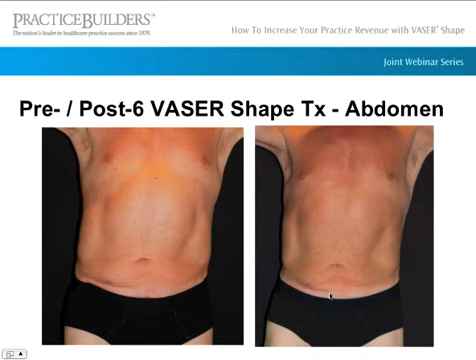 PRACTICEBUILDERS™
The nation's leader in healthcare-practice success since 1979
How To Increase Your Practice Revenue with VASER® Shape
Joint Webinar Series
Pre- / Post-6 VASER Shape Tx - Abdomen